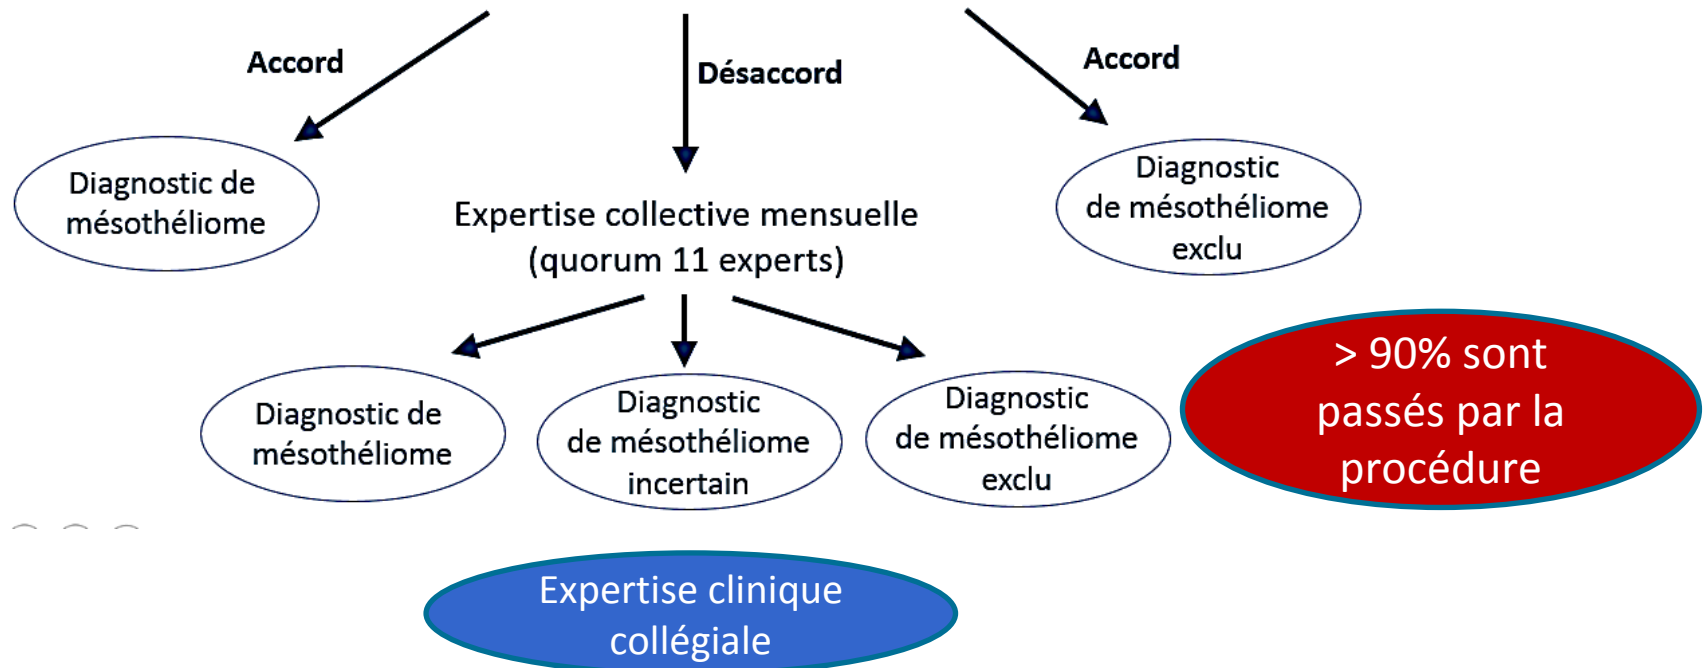 Accord
Désaccord
Accord
Diagnostic de
mésothéliome
Expertise collective mensuelle
(quorum 11 experts)
Diagnostic
de mésothéliome
exclu
Diagnostic de
mésothéliome
Diagnostic
de mésothéliome
incertain
Diagnostic
de mésothéliome
exclu
> 90% sont
passés par la
procédure
Expertise clinique
collégiale